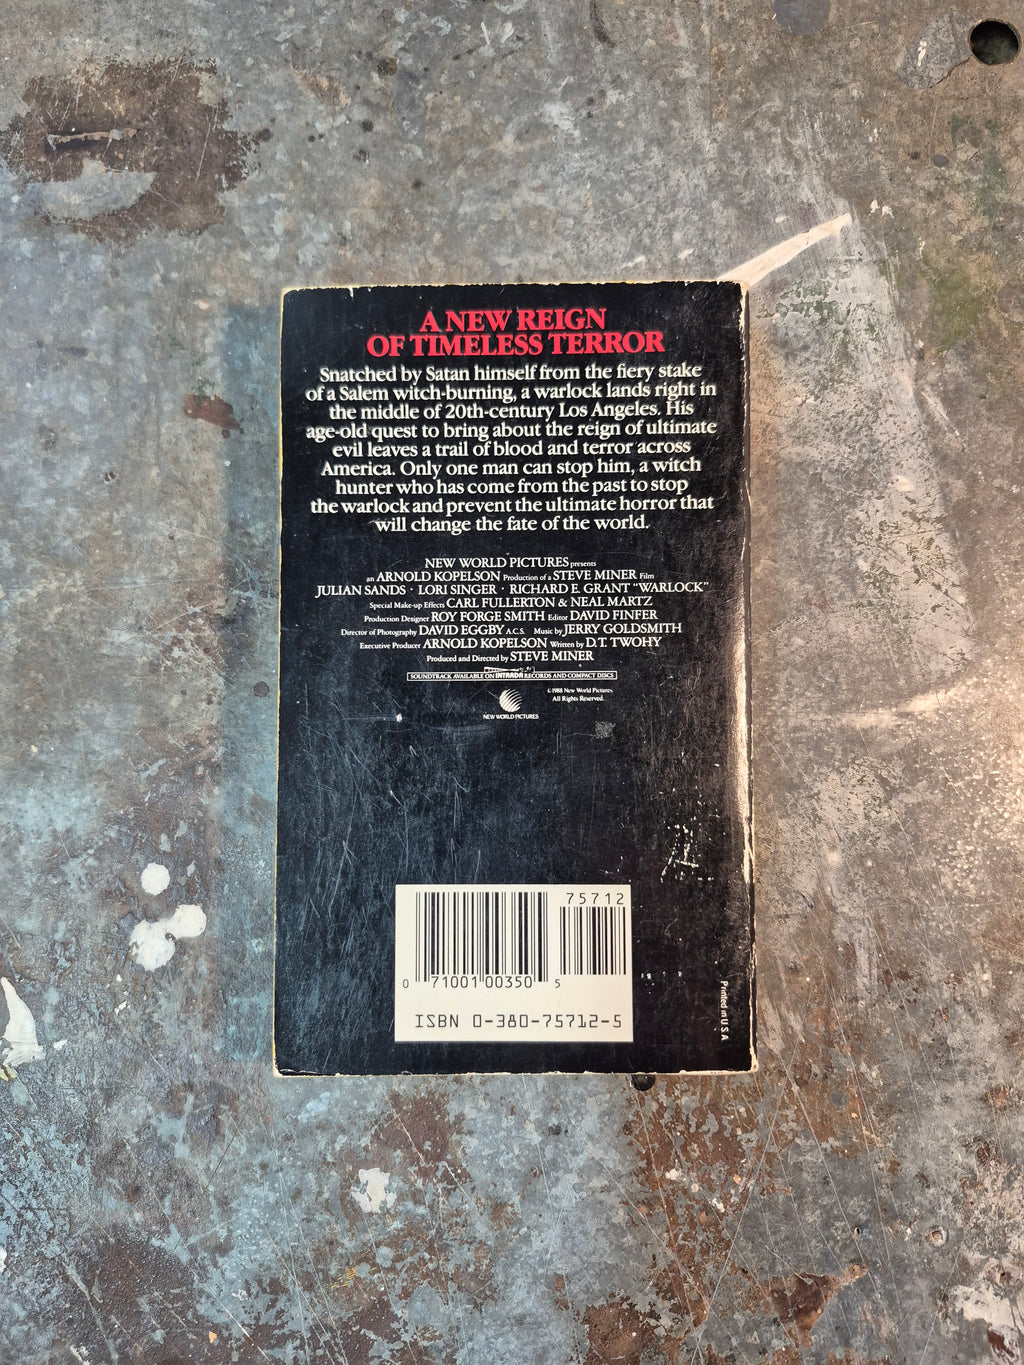 A NEW REIGN
OF TIMELESS TERROR
Snatched by Satan himself from the fiery stake
of a Salem witch-burning, a warlock lands right in
the middle of 20th-century Los Angeles. His
age-old quest to bring about the reign of ultimate
evil leaves a trail of blood and terror across
America. Only one man can stop him, a witch
hunter who has come from the past to stop
the warlock and prevent the ultimate horror that
will change the fate of the world.
NEW WORLD PICTURES presents
an ARNOLD KOPELSON Production of a STEVE MINER Film
JULIAN SANDS · LORI SINGER · RICHARD E. GRANT "WARLOCK"
Special Make-up Effects CARL FULLERTON & NEAL MARTZ
Production Designer ROY FORGE SMITH Editor DAVID FINFER
Director of Photography DAVID EGGBY A.C.S. Music by JERRY GOLDSMITH
Executive Producer ARNOLD KOPELSON Written by D.T. TWOHY
Produced and Directed by STEVE MINER
SOUNDTRACK AVAILABLE ON INTRADA RECORDS AND COMPACT DISCS
©1988 New World Pictures.
All Rights Reserved.
NEW WORLD PICTURES
75712
0 71001 00350 5
ISBN 0-380-75712-5
Printed in U S A